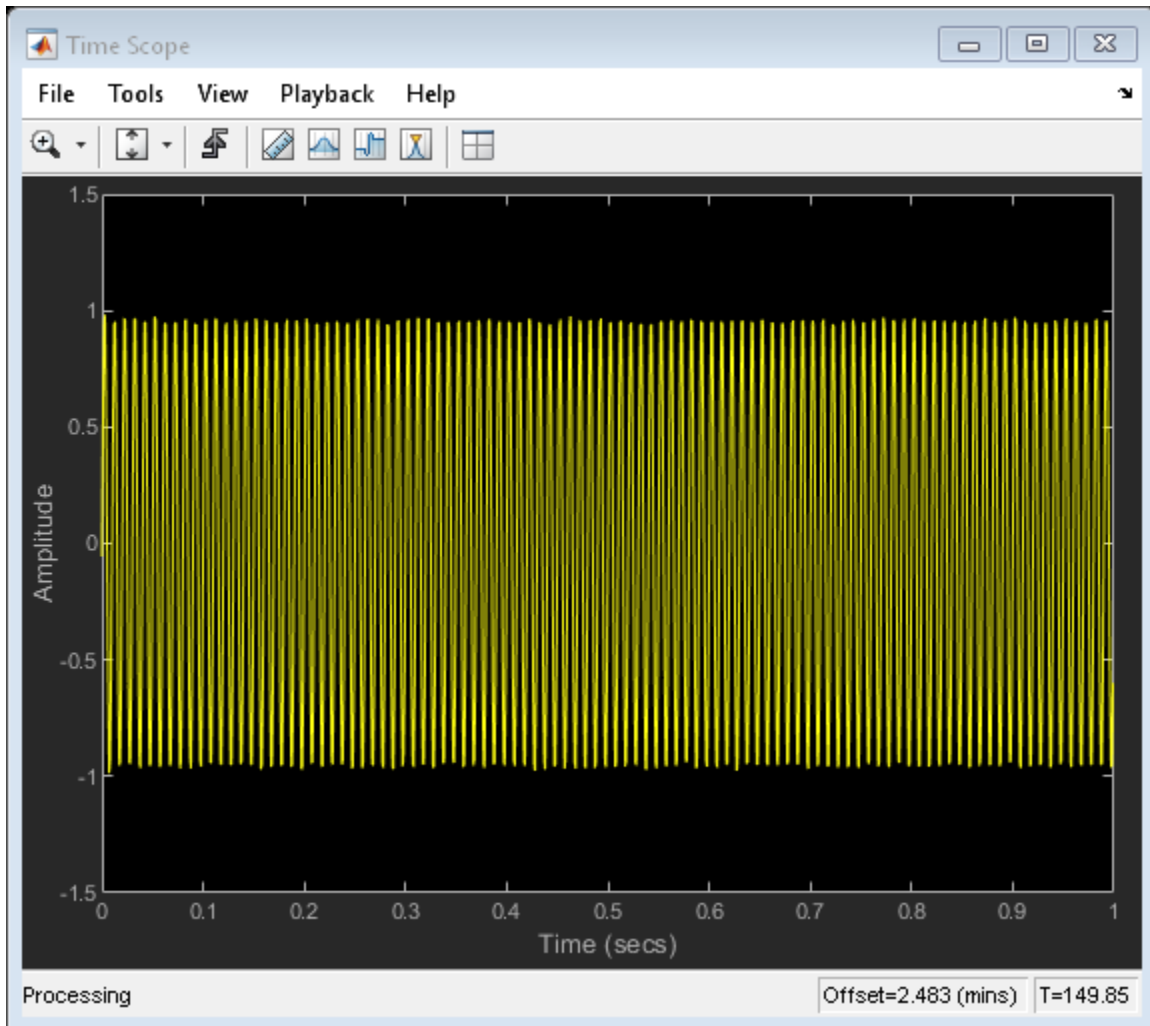 Time Scope
File Tools View Playback Help
1.5
1
0.5
0
-0.5
-1
-1.5
Amplitude
0 0.1 0.2 0.3 0.4 0.5 0.6 0.7 0.8 0.9 1
Time (secs)
Processing Offset=2.483 (mins) T=149.85